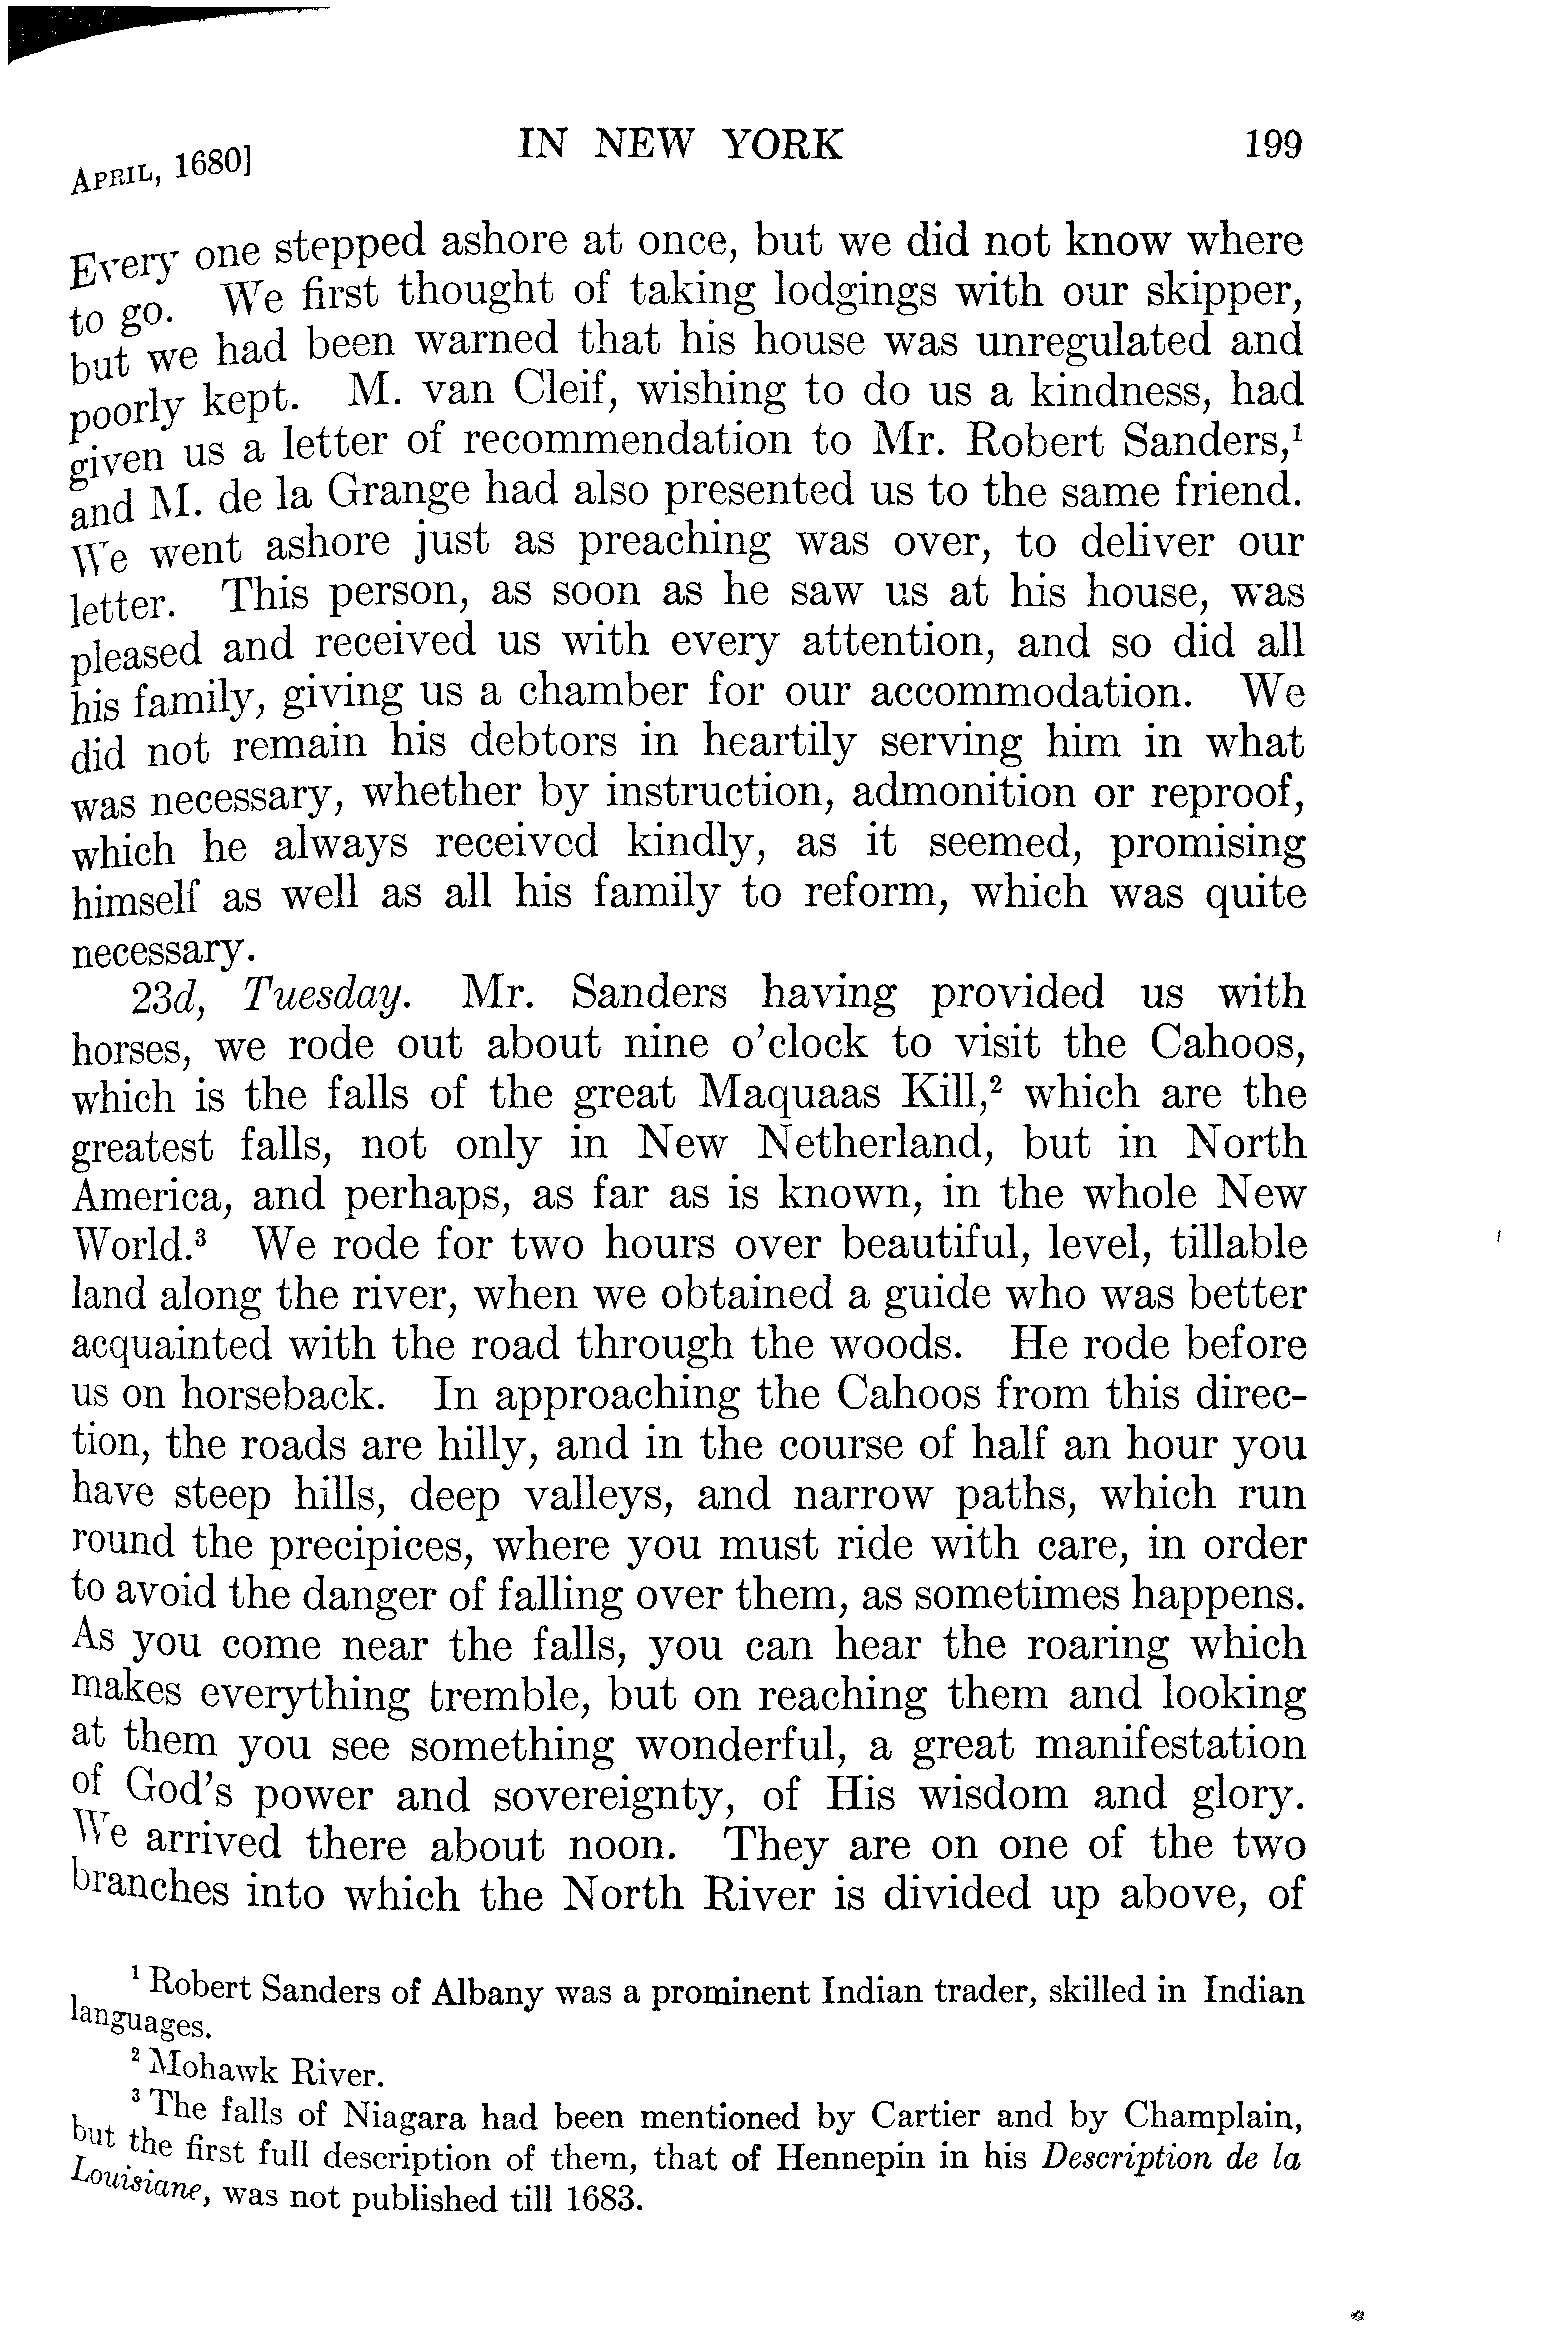 APRIL, 1680] IN NEW YORK 199
Every one stepped ashore at once, but we did not know where
to go. We first thought of taking lodgings with our skipper,
but we had been warned that his house was unregulated and
poorly kept. M. van Cleif, wishing to do us a kindness, had
given us a letter of recommendation to Mr. Robert Sanders,¹
and M. de la Grange had also presented us to the same friend.
We went ashore just as preaching was over, to deliver our
letter. This person, as soon as he saw us at his house, was
pleased and received us with every attention, and so did all
his family, giving us a chamber for our accommodation. We
did not remain his debtors in heartily serving him in what
was necessary, whether by instruction, admonition or reproof,
which he always received kindly, as it seemed, promising
himself as well as all his family to reform, which was quite
necessary.
23d, Tuesday. Mr. Sanders having provided us with
horses, we rode out about nine o'clock to visit the Cahoos,
which is the falls of the great Maquaas Kill,² which are the
greatest falls, not only in New Netherland, but in North
America, and perhaps, as far as is known, in the whole New
World.³ We rode for two hours over beautiful, level, tillable
land along the river, when we obtained a guide who was better
acquainted with the road through the woods. He rode before
us on horseback. In approaching the Cahoos from this direc-
tion, the roads are hilly, and in the course of half an hour you
have steep hills, deep valleys, and narrow paths, which run
round the precipices, where you must ride with care, in order
to avoid the danger of falling over them, as sometimes happens.
As you come near the falls, you can hear the roaring which
makes everything tremble, but on reaching them and looking
at them you see something wonderful, a great manifestation
of God's power and sovereignty, of His wisdom and glory.
We arrived there about noon. They are on one of the two
branches into which the North River is divided up above, of
¹ Robert Sanders of Albany was a prominent Indian trader, skilled in Indian
languages.
² Mohawk River.
³ The falls of Niagara had been mentioned by Cartier and by Champlain,
but the first full description of them, that of Hennepin in his Description de la
Louisiane, was not published till 1683.